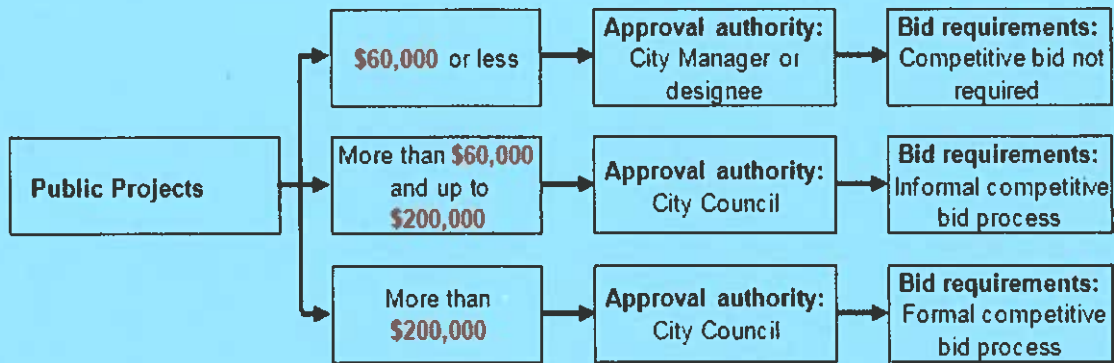 Public Projects
$60,000 or less
Approval authority:
City Manager or
designee
Bid requirements:
Competitive bid not
required
More than $60,000
and up to
$200,000
Approval authority:
City Council
Bid requirements:
Informal competitive
bid process
More than
$200,000
Approval authority:
City Council
Bid requirements:
Formal competitive
bid process